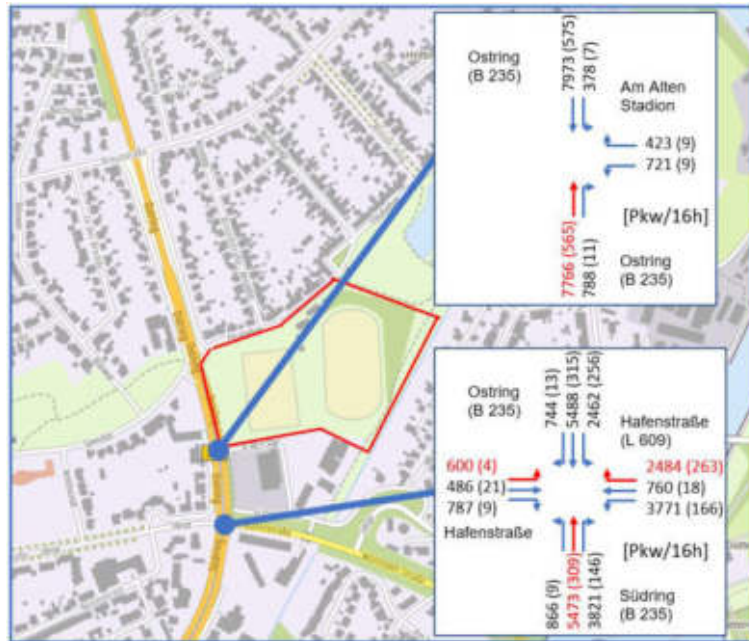 Ostring
(B 235)
7973 (575)
378 (7)
Am Alten
Stadion
423 (9)
721 (9)
[Pkw/16h]
7766 (565)
788 (11)
Ostring
(B 235)
Ostring
(B 235)
744 (13)
5488 (315)
2462 (256)
Hafenstraße
(L 609)
600 (4)
486 (21)
787 (9)
2484 (263)
760 (18)
3771 (166)
Hafenstraße
[Pkw/16h]
866 (9)
5473 (309)
3821 (146)
Südring
(B 235)